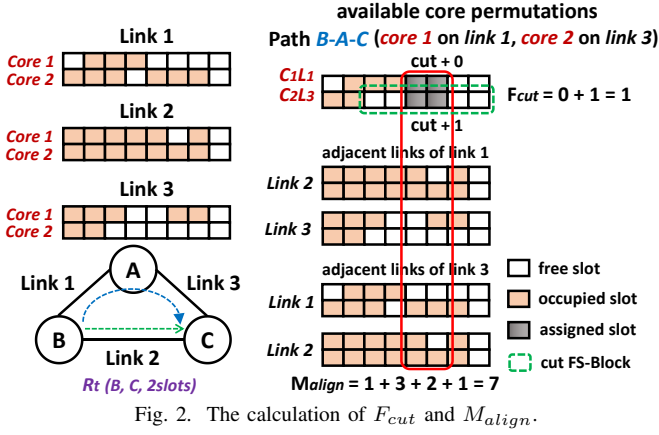 available core permutations
Path B-A-C (core 1 on link 1, core 2 on link 3)
Link 1
Core 1
Core 2
Link 2
Core 1
Core 2
Link 3
Core 1
Core 2
A
Link 1
Link 3
B
C
Link 2
Rt (B, C, 2slots)
cut + 0
C1L1
C2L3
Fcut = 0 + 1 = 1
cut + 1
adjacent links of link 1
Link 2
Link 3
adjacent links of link 3
Link 1
Link 2
Malign = 1 + 3 + 2 + 1 = 7
free slot
occupied slot
assigned slot
cut FS-Block
Fig. 2. The calculation of Fcut and Malign.